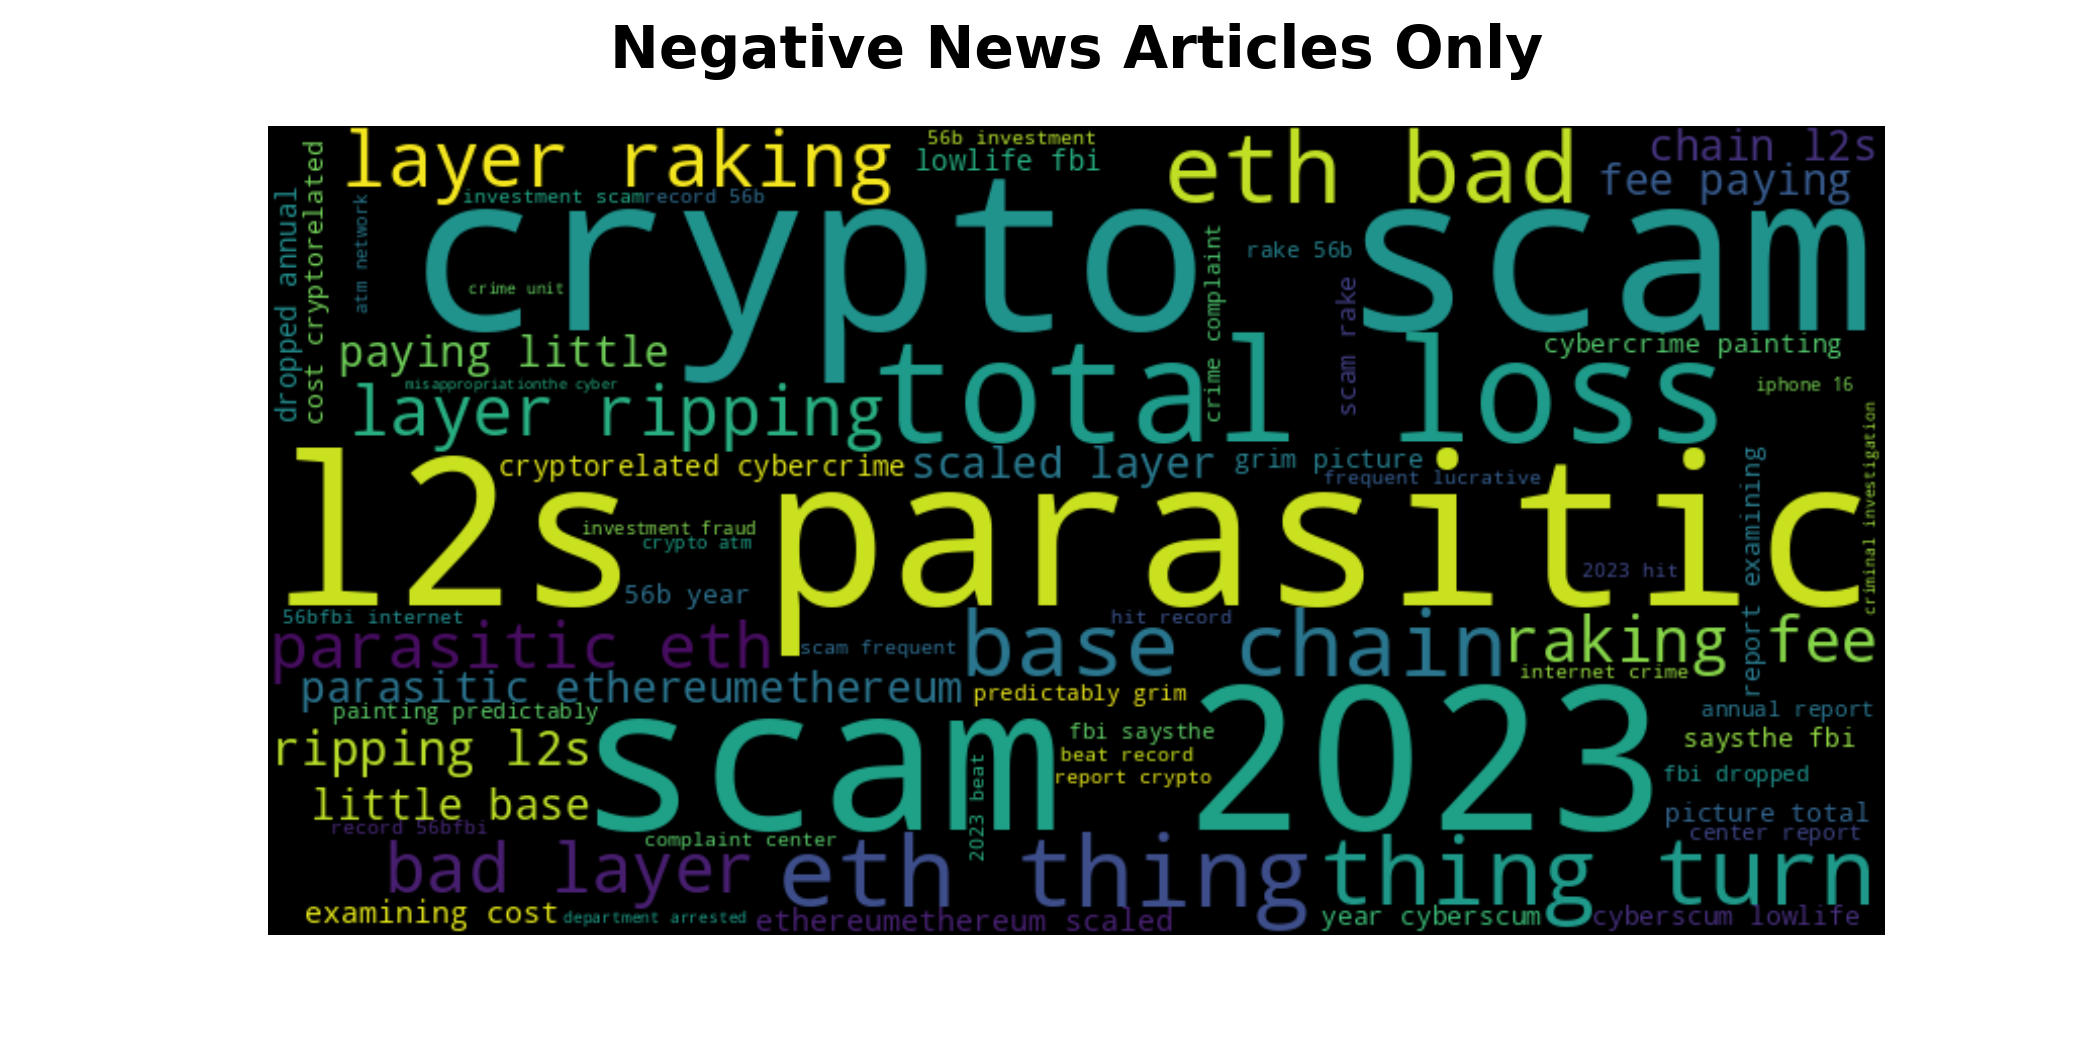 Negative News Articles Only
layer raking
56b investment
lowlife fbi
eth bad
chain l2s
fee paying
investment scam
record 56b
dropped annual
cost cryptorelated
atm network
crypto scam
crime unit
crime complaint
rake 56b
scam rake
paying little
misappropriationthe cyber
layer ripping
total loss
cybercrime painting
iphone 16
cryptorelated cybercrime
scaled layer
grim picture
frequent lucrative
l2s parasitic
investment fraud
crypto atm
56b year
2023 hit
report examining
criminal investigation
56bfbi internet
parasitic eth
scam frequent
hit record
base chain
raking fee
internet crime
parasitic ethereumethereum
predictably grim
painting predictably
annual report
ripping l2s
scam 2023
fbi saysthe
beat record
report crypto
2023 beat
saysthe fbi
fbi dropped
little base
picture total
record 56bfbi
complaint center
center report
bad layer
eth thing
thing turn
examining cost
department arrested
ethereumethereum scaled
year cyberscum
cyberscum lowlife